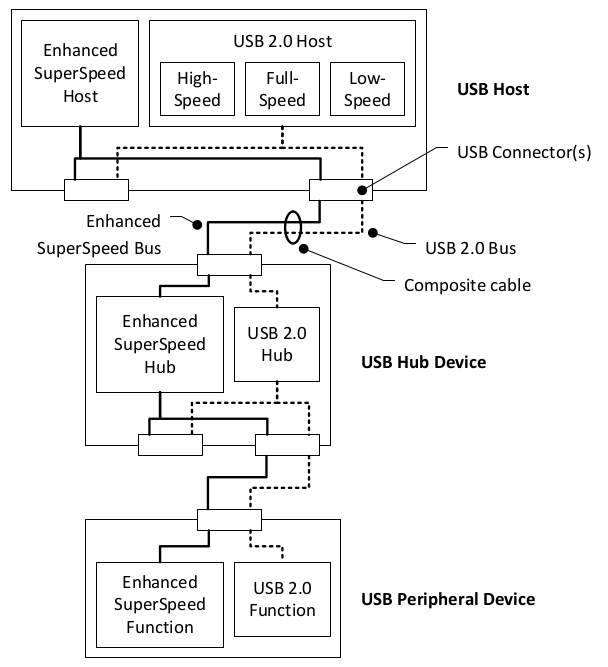 Enhanced
SuperSpeed
Host
USB 2.0 Host
High-
Speed
Full-
Speed
Low-
Speed
USB Host
USB Connector(s)
Enhanced
SuperSpeed Bus
USB 2.0 Bus
Composite cable
Enhanced
SuperSpeed
Hub
USB 2.0
Hub
USB Hub Device
Enhanced
SuperSpeed
Function
USB 2.0
Function
USB Peripheral Device